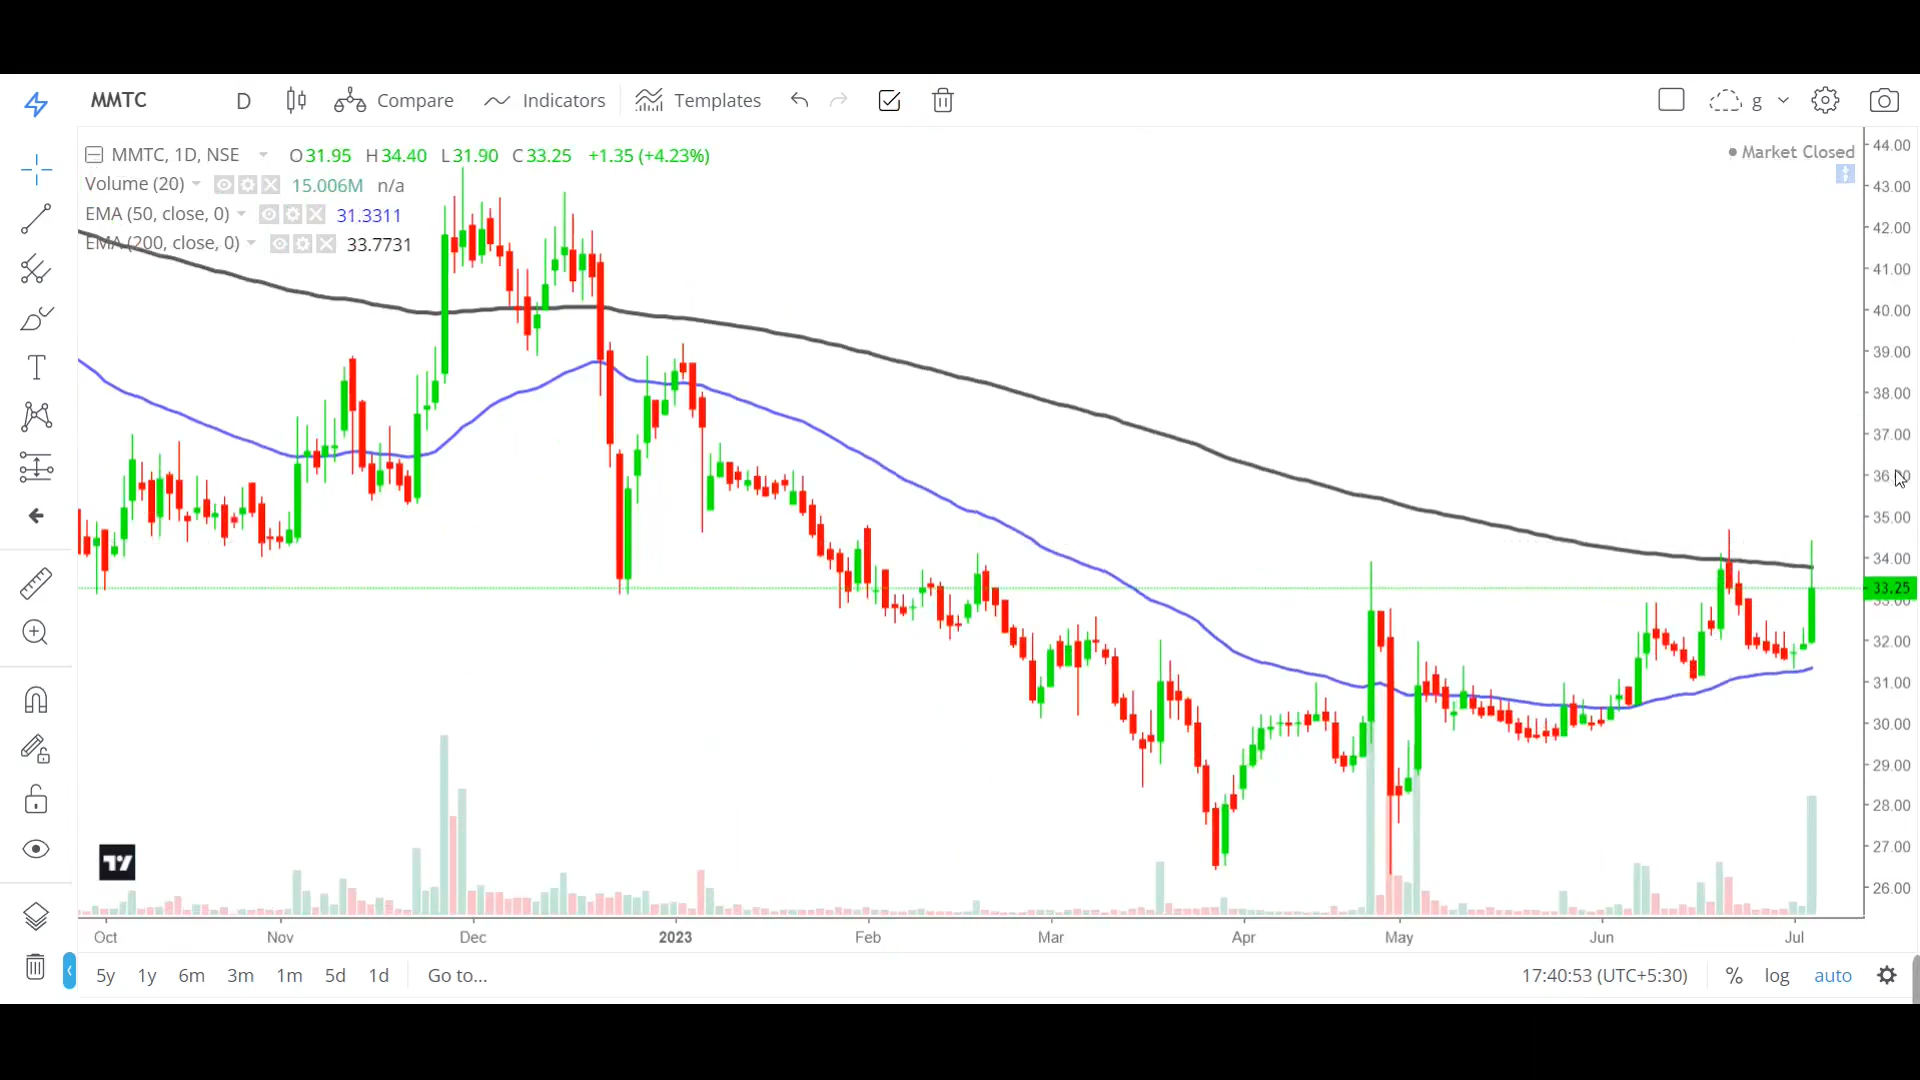 MMTC D Compare Indicators Templates g
MMTC, 1D, NSE O31.95 H34.40 L31.90 C33.25 +1.35 (+4.23%)
Market Closed
Volume (20) 15.006M n/a
EMA (50, close, 0) 31.3311
EMA (200, close, 0) 33.7731
44.00
43.00
42.00
41.00
40.00
39.00
38.00
37.00
36.00
35.00
34.00
33.25
33.00
32.00
31.00
30.00
29.00
28.00
27.00
26.00
Oct Nov Dec 2023 Feb Mar Apr May Jun Jul
5y 1y 6m 3m 1m 5d 1d Go to... 17:40:53 (UTC+5:30) % log auto